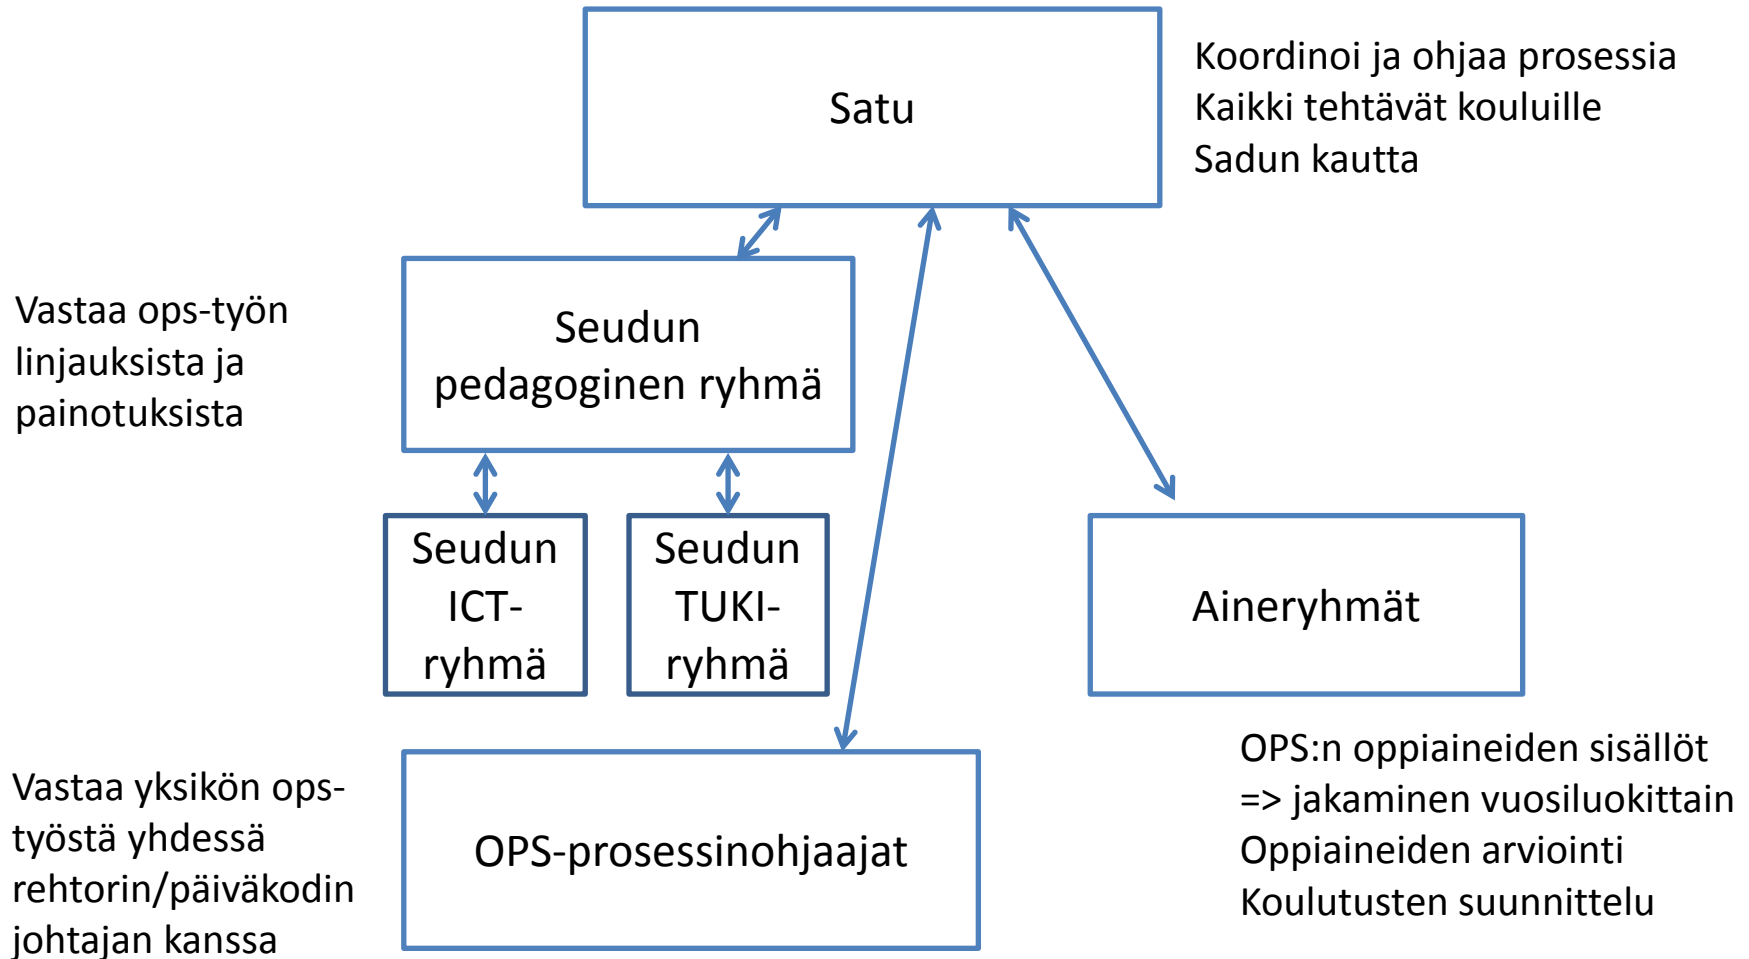 Satu
Koordinoi ja ohjaa prosessia
Kaikki tehtävät kouluille
Sadun kautta
Vastaa ops-työn
linjauksista ja
painotuksista
Seudun
pedagoginen ryhmä
Seudun
ICT-
ryhmä
Seudun
TUKI-
ryhmä
Aineryhmät
OPS:n oppiaineiden sisällöt
=> jakaminen vuosiluokittain
Oppiaineiden arviointi
Koulutusten suunnittelu
Vastaa yksikön ops-
työstä yhdessä
rehtorin/päiväkodin
johtajan kanssa
OPS-prosessinohjaajat